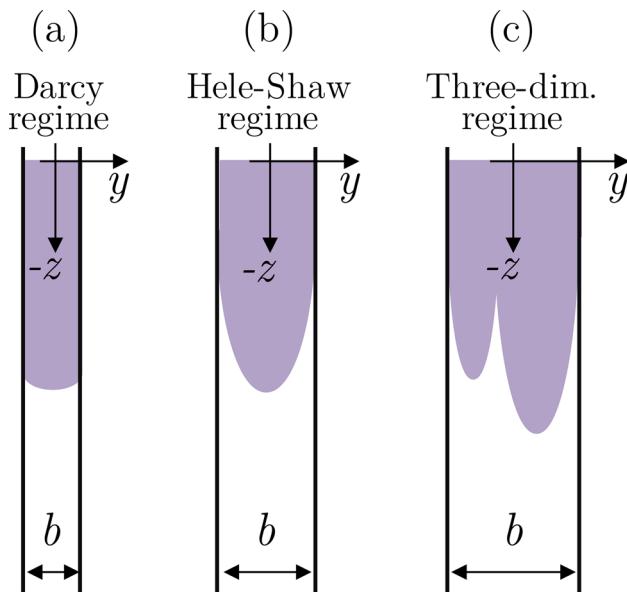 (a)
Darcy
regime
y
-z
b
(b)
Hele-Shaw
regime
y
-z
b
(c)
Three-dim.
regime
y
-z
b